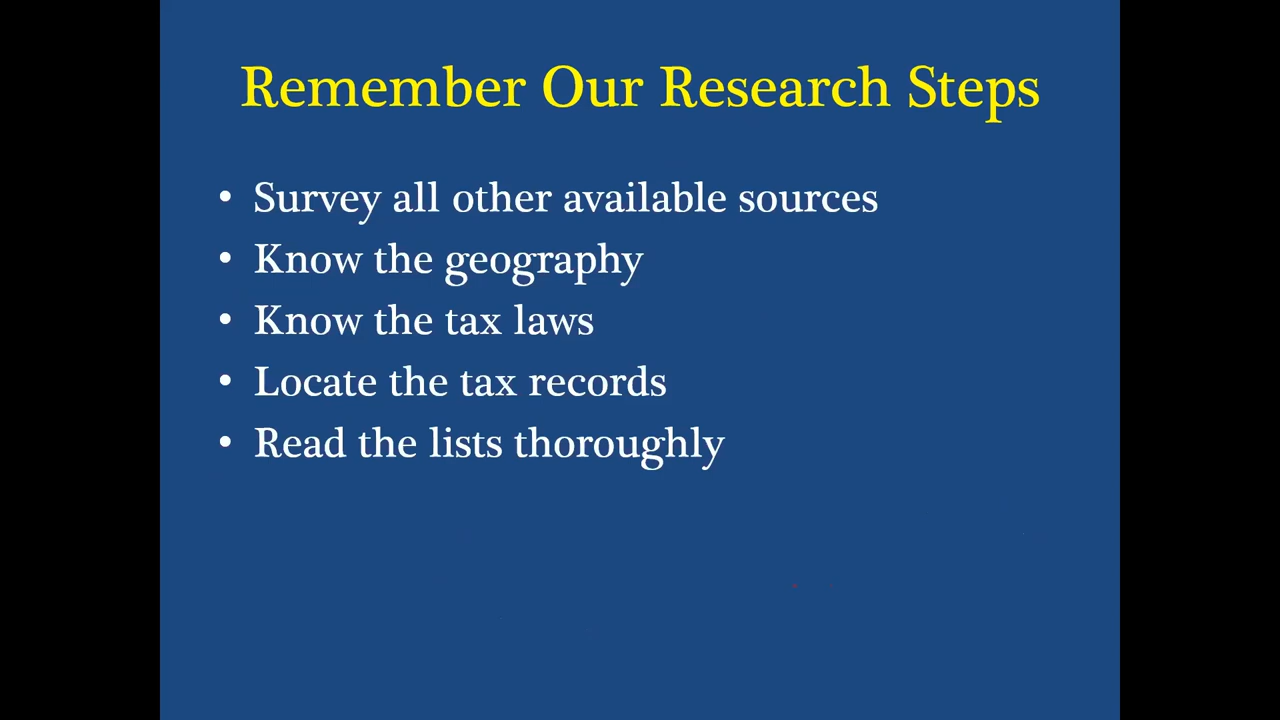 Remember Our Research Steps
• Survey all other available sources
• Know the geography
• Know the tax laws
• Locate the tax records
• Read the lists thoroughly